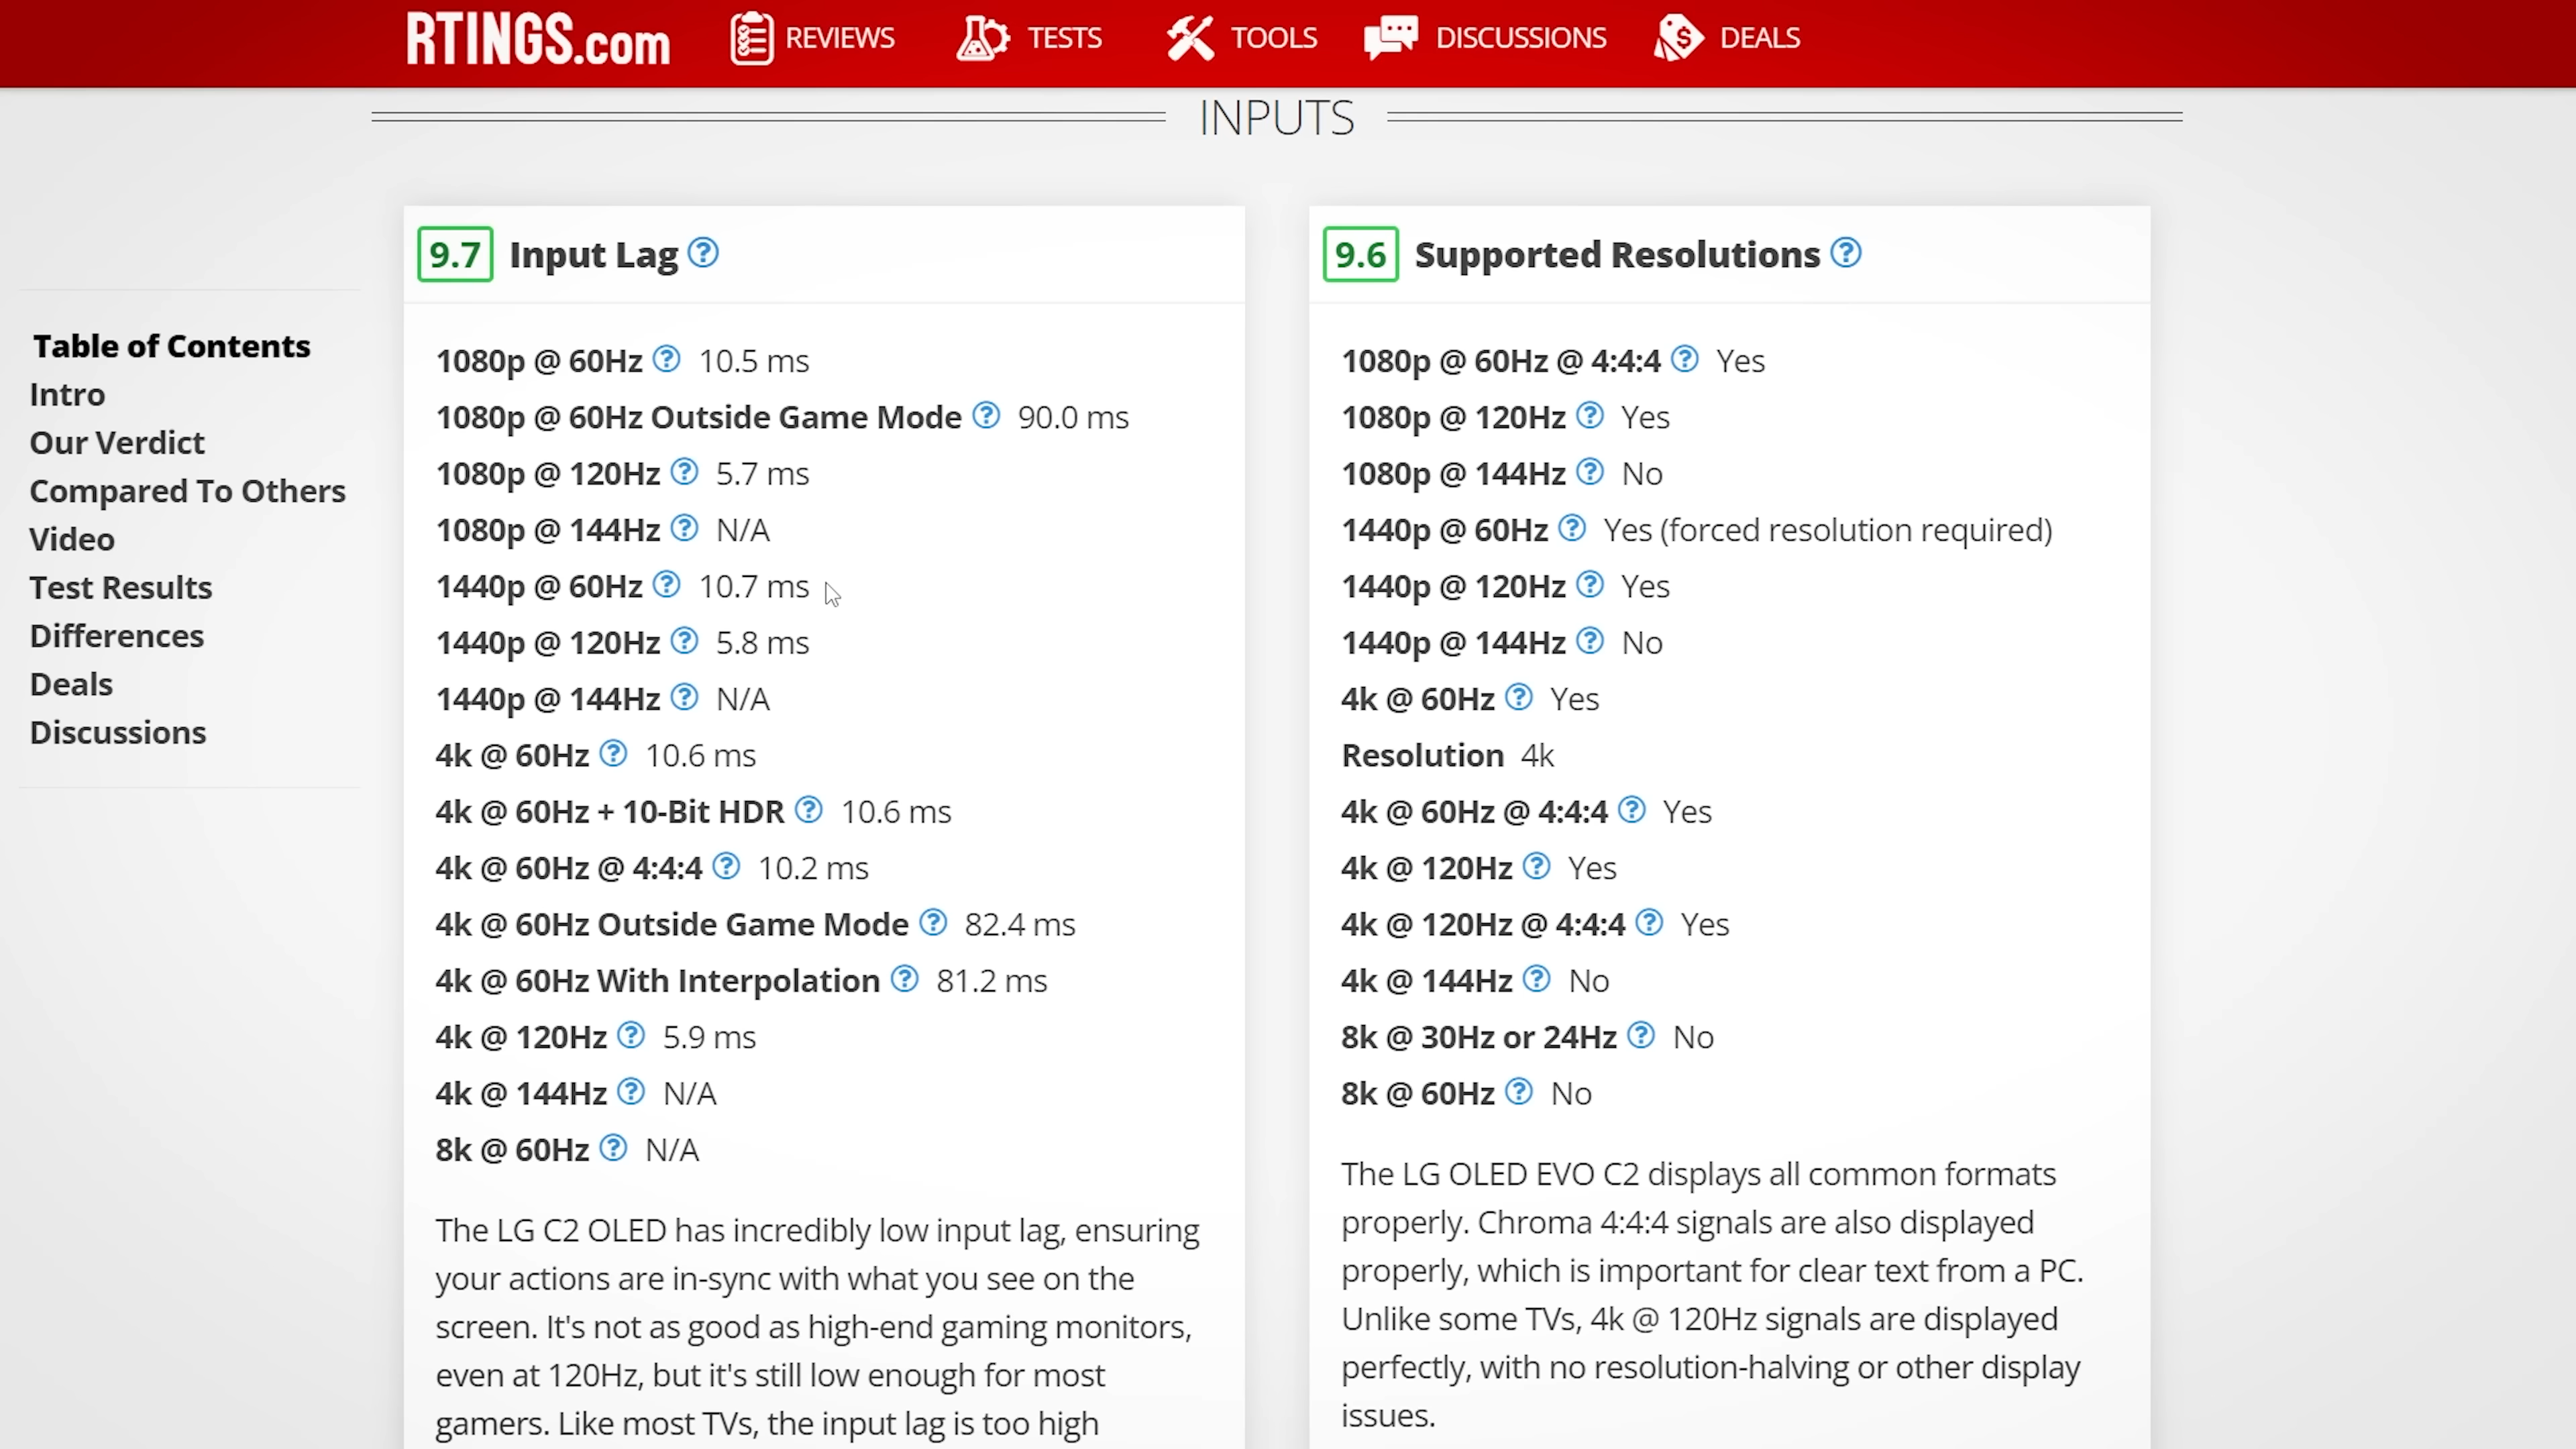 RTINGS.com REVIEWS TESTS TOOLS DISCUSSIONS DEALS
INPUTS
Table of Contents
Intro
Our Verdict
Compared To Others
Video
Test Results
Differences
Deals
Discussions
9.7 Input Lag ?
1080p @ 60Hz ? 10.5 ms
1080p @ 60Hz Outside Game Mode ? 90.0 ms
1080p @ 120Hz ? 5.7 ms
1080p @ 144Hz ? N/A
1440p @ 60Hz ? 10.7 ms
1440p @ 120Hz ? 5.8 ms
1440p @ 144Hz ? N/A
4k @ 60Hz ? 10.6 ms
4k @ 60Hz + 10-Bit HDR ? 10.6 ms
4k @ 60Hz @ 4:4:4 ? 10.2 ms
4k @ 60Hz Outside Game Mode ? 82.4 ms
4k @ 60Hz With Interpolation ? 81.2 ms
4k @ 120Hz ? 5.9 ms
4k @ 144Hz ? N/A
8k @ 60Hz ? N/A
The LG C2 OLED has incredibly low input lag, ensuring
your actions are in-sync with what you see on the
screen. It's not as good as high-end gaming monitors,
even at 120Hz, but it's still low enough for most
gamers. Like most TVs, the input lag is too high
9.6 Supported Resolutions ?
1080p @ 60Hz @ 4:4:4 ? Yes
1080p @ 120Hz ? Yes
1080p @ 144Hz ? No
1440p @ 60Hz ? Yes (forced resolution required)
1440p @ 120Hz ? Yes
1440p @ 144Hz ? No
4k @ 60Hz ? Yes
Resolution 4k
4k @ 60Hz @ 4:4:4 ? Yes
4k @ 120Hz ? Yes
4k @ 120Hz @ 4:4:4 ? Yes
4k @ 144Hz ? No
8k @ 30Hz or 24Hz ? No
8k @ 60Hz ? No
The LG OLED EVO C2 displays all common formats
properly. Chroma 4:4:4 signals are also displayed
properly, which is important for clear text from a PC.
Unlike some TVs, 4k @ 120Hz signals are displayed
perfectly, with no resolution-halving or other display
issues.